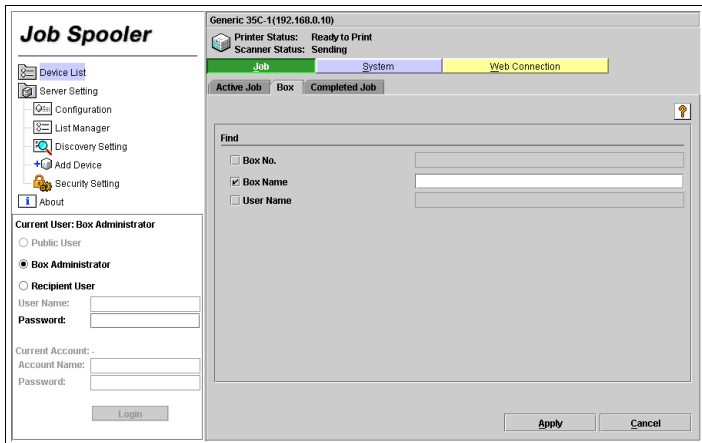 Job Spooler
Device List
Server Setting
Configuration
List Manager
Discovery Setting
Add Device
Security Setting
About
Current User: Box Administrator
Public User
Box Administrator
Recipient User
User Name:
Password:
Current Account: -
Account Name:
Password:
Login
Generic 35C-1(192.168.0.10)
Printer Status: Ready to Print
Scanner Status: Sending
Job System Web Connection
Active Job Box Completed Job
?
Find
Box No.
Box Name
User Name
Apply Cancel